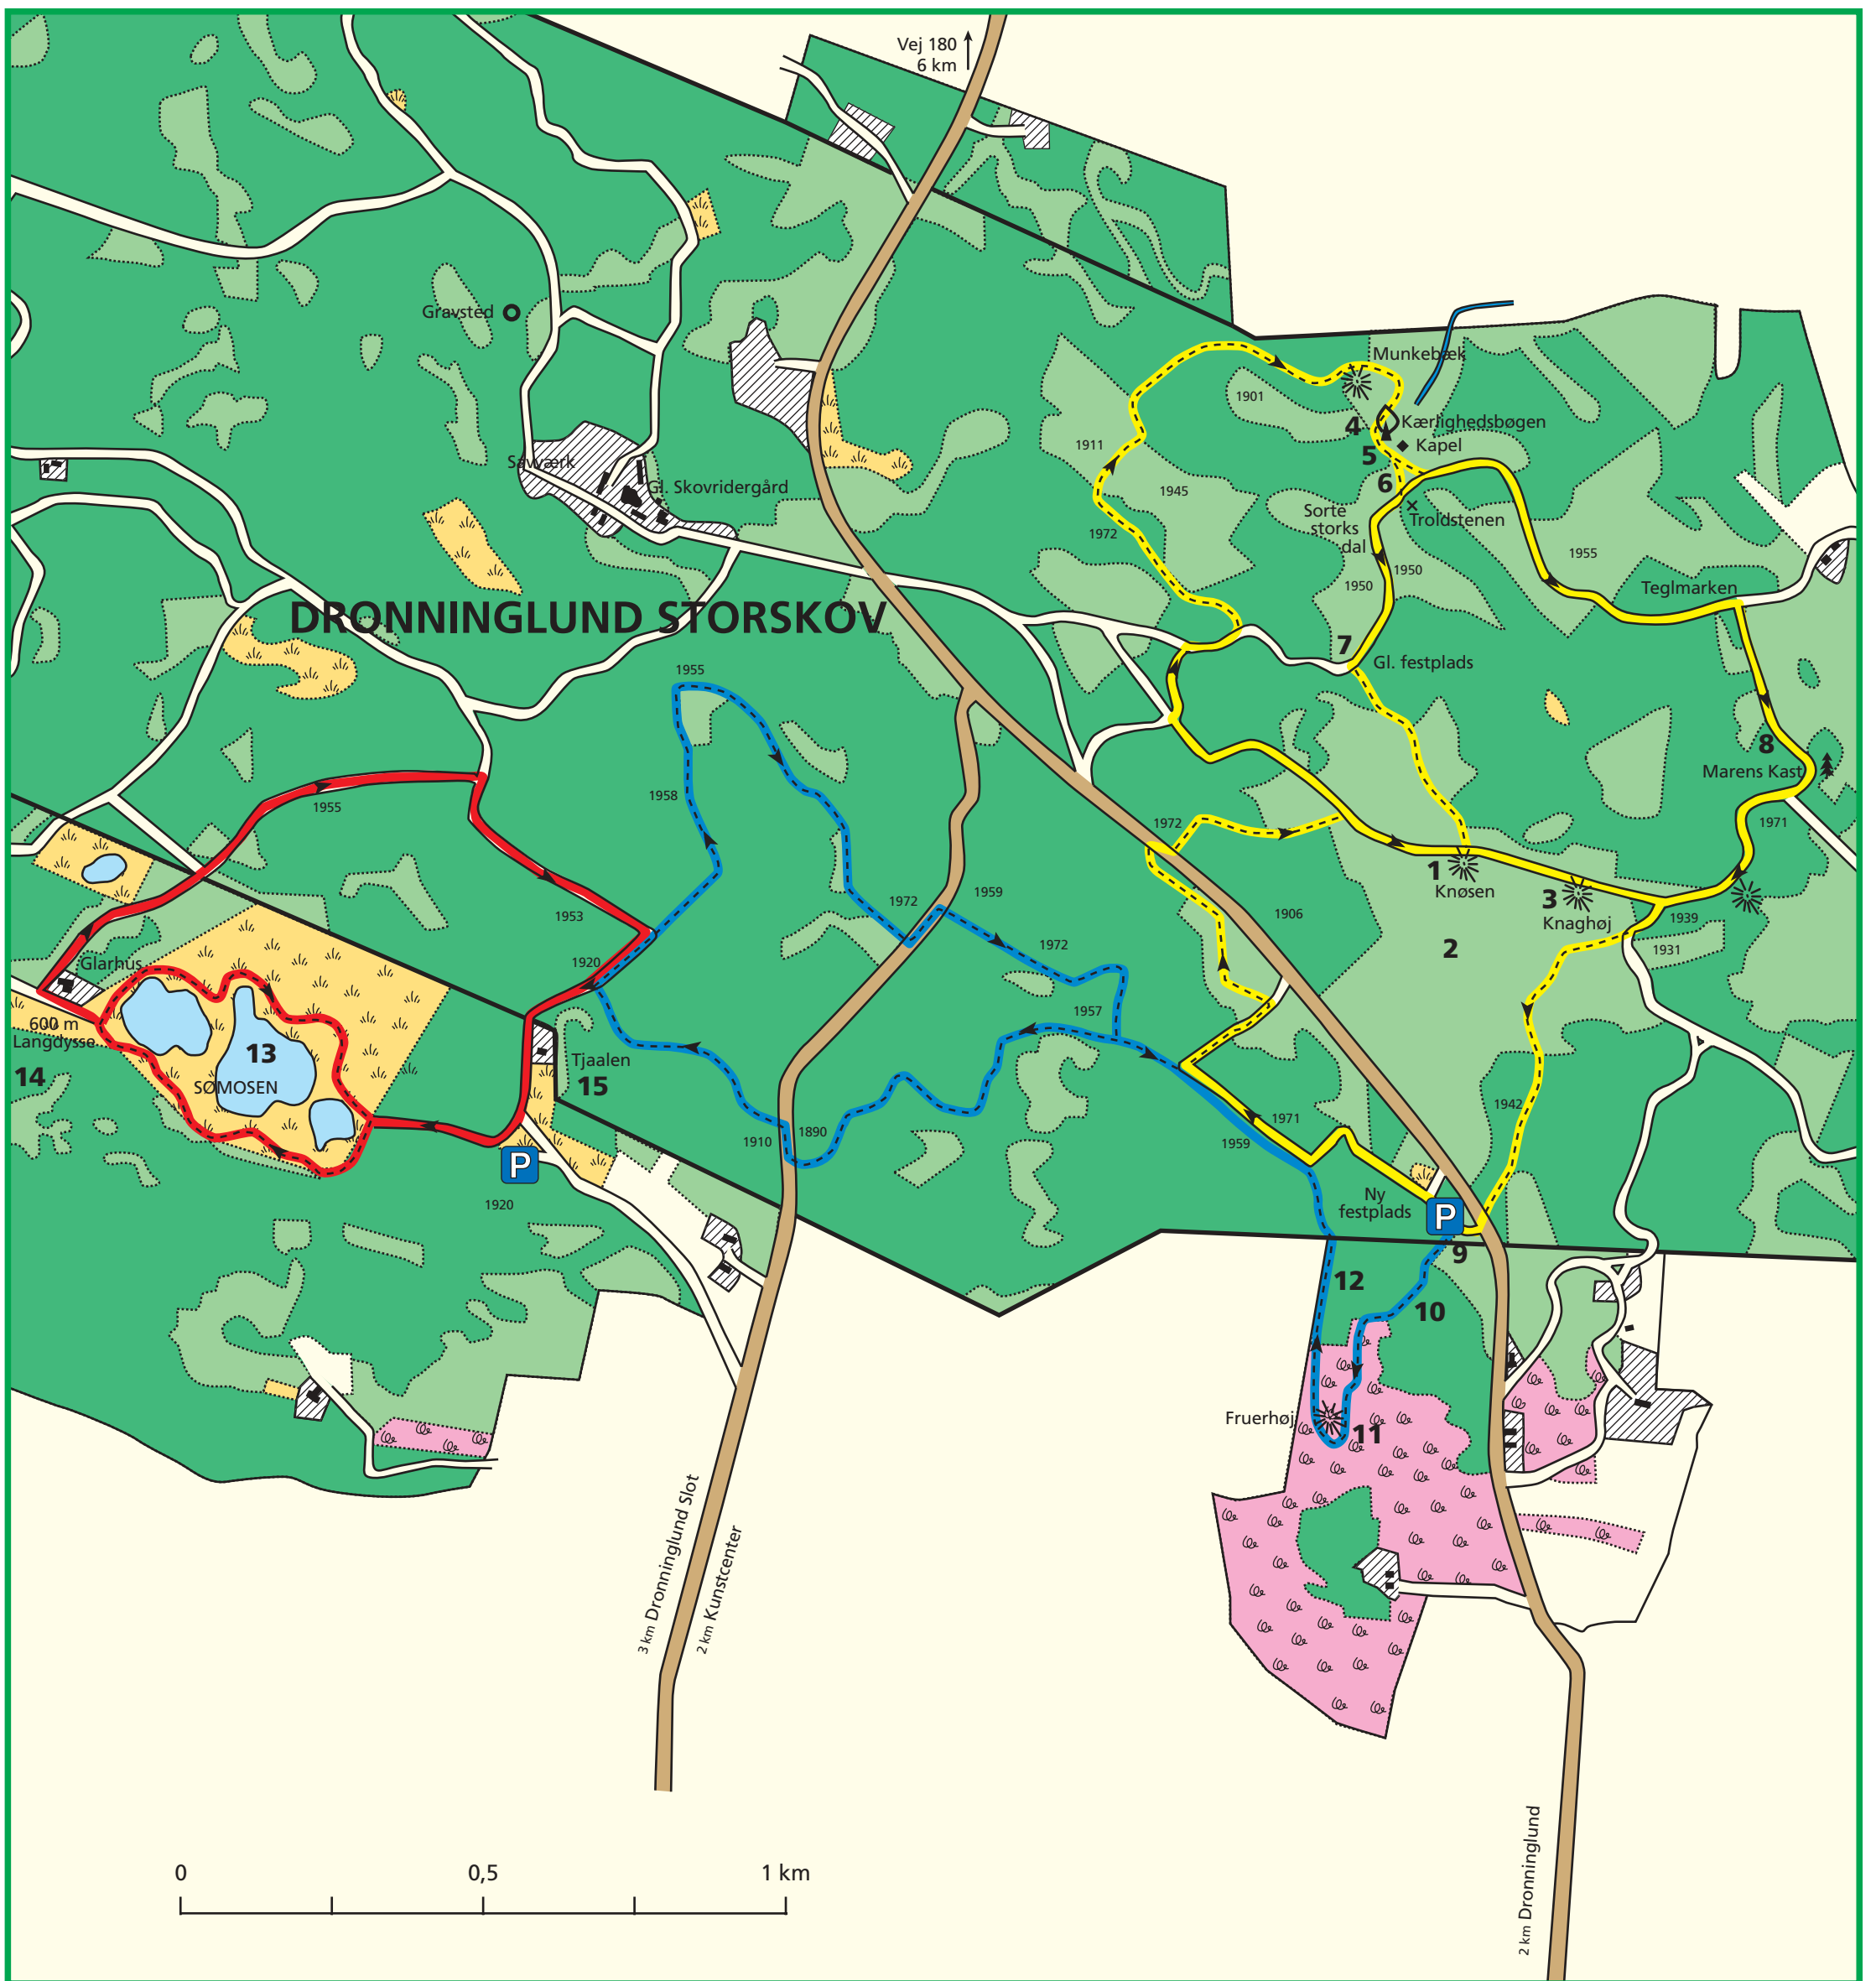 Vej 180
6 km
Gravsted
Munkebæk
1901
Kærlighedsbøgen
4
1911
Kapel
5
Savværk
6
Gl. Skovridergård
1945
Sorte
storks
dal
Troldstenen
1972
1955
1950
1950
Teglmarken
DRONNINGLUND STORSKOV
7
Gl. festplads
1955
8
Marens Kast
1958
1955
1972
1971
1
Knøsen
1959
3
Knaghøj
1953
1972
1906
1939
1972
2
1931
Glarhus
1920
1957
600 m
Langdysse
13
Tjaalen
14
SØMOSEN
15
1942
1971
1910
1890
1959
P
1920
Ny
festplads
P
9
12
10
Fruerhøj
11
3 km Dronninglund Slot
2 km Kunstcenter
2 km Dronninglund
0 0,5 1 km